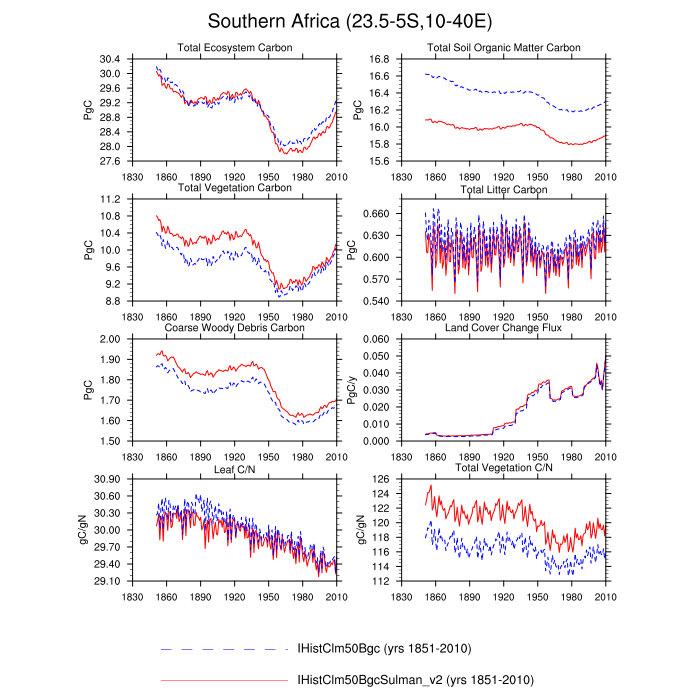 Southern Africa (23.5-5S,10-40E)
Total Ecosystem Carbon
PgC
30.4
30.0
29.6
29.2
28.8
28.4
28.0
27.6
1830 1860 1890 1920 1950 1980 2010
Total Soil Organic Matter Carbon
PgC
16.8
16.6
16.4
16.2
16.0
15.8
15.6
1830 1860 1890 1920 1950 1980 2010
Total Vegetation Carbon
PgC
11.2
10.8
10.4
10.0
9.6
9.2
8.8
1830 1860 1890 1920 1950 1980 2010
Total Litter Carbon
PgC
0.660
0.630
0.600
0.570
0.540
1830 1860 1890 1920 1950 1980 2010
Coarse Woody Debris Carbon
PgC
2.00
1.90
1.80
1.70
1.60
1.50
1830 1860 1890 1920 1950 1980 2010
Land Cover Change Flux
PgC/y
0.060
0.050
0.040
0.030
0.020
0.010
0.000
1830 1860 1890 1920 1950 1980 2010
Leaf C/N
gC/gN
30.90
30.60
30.30
30.00
29.70
29.40
29.10
1830 1860 1890 1920 1950 1980 2010
Total Vegetation C/N
gC/gN
126
124
122
120
118
116
114
112
1830 1860 1890 1920 1950 1980 2010
IHistClm50Bgc (yrs 1851-2010)
IHistClm50BgcSulman_v2 (yrs 1851-2010)